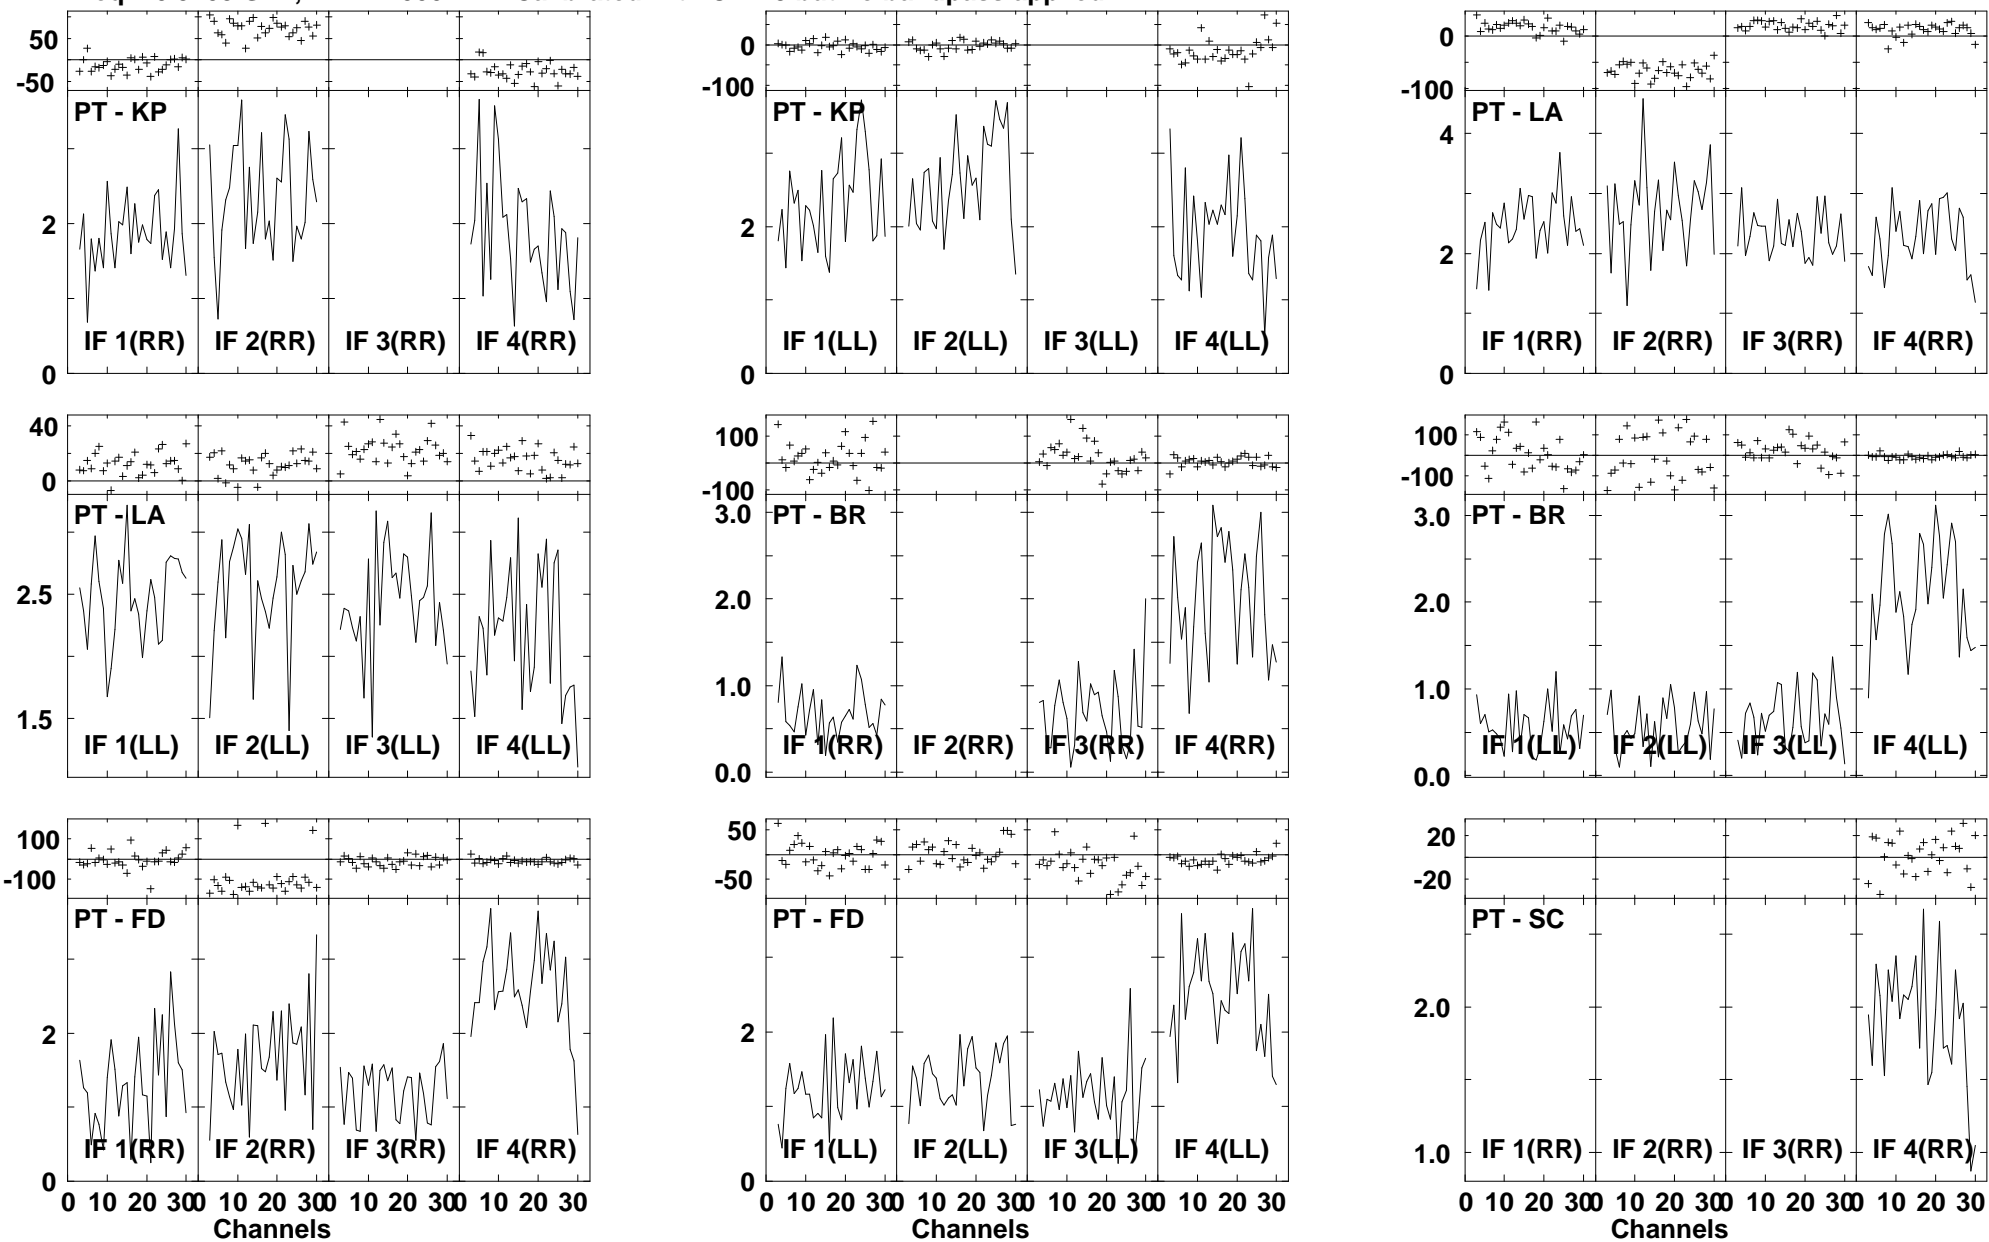 50
-50
0
-100
0
-100
PT - KP
PT - KP
PT - LA
4
2
2
2
IF 1(RR) IF 2(RR) IF 3(RR) IF 4(RR)
IF 1(LL) IF 2(LL) IF 3(LL) IF 4(LL)
IF 1(RR) IF 2(RR) IF 3(RR) IF 4(RR)
0
0
0
40
0
100
-100
100
-100
PT - LA
PT - BR
PT - BR
3.0
3.0
2.5
2.0
2.0
1.5
1.0
1.0
IF 1(LL) IF 2(LL) IF 3(LL) IF 4(LL)
IF 1(RR) IF 2(RR) IF 3(RR) IF 4(RR)
IF 1(LL) IF 2(LL) IF 3(LL) IF 4(LL)
0.0
0.0
100
-100
50
-50
20
-20
PT - FD
PT - FD
PT - SC
2
2
2.0
IF 1(RR) IF 2(RR) IF 3(RR) IF 4(RR)
IF 1(LL) IF 2(LL) IF 3(LL) IF 4(LL)
1.0 IF 1(RR) IF 2(RR) IF 3(RR) IF 4(RR)
0
0
0 10 20 30 0 10 20 30 0 10 20 30 0 10 20 30
0 10 20 30 0 10 20 30 0 10 20 30 0 10 20 30
0 10 20 30 0 10 20 30 0 10 20 30 0 10 20 30
Channels
Channels
Channels